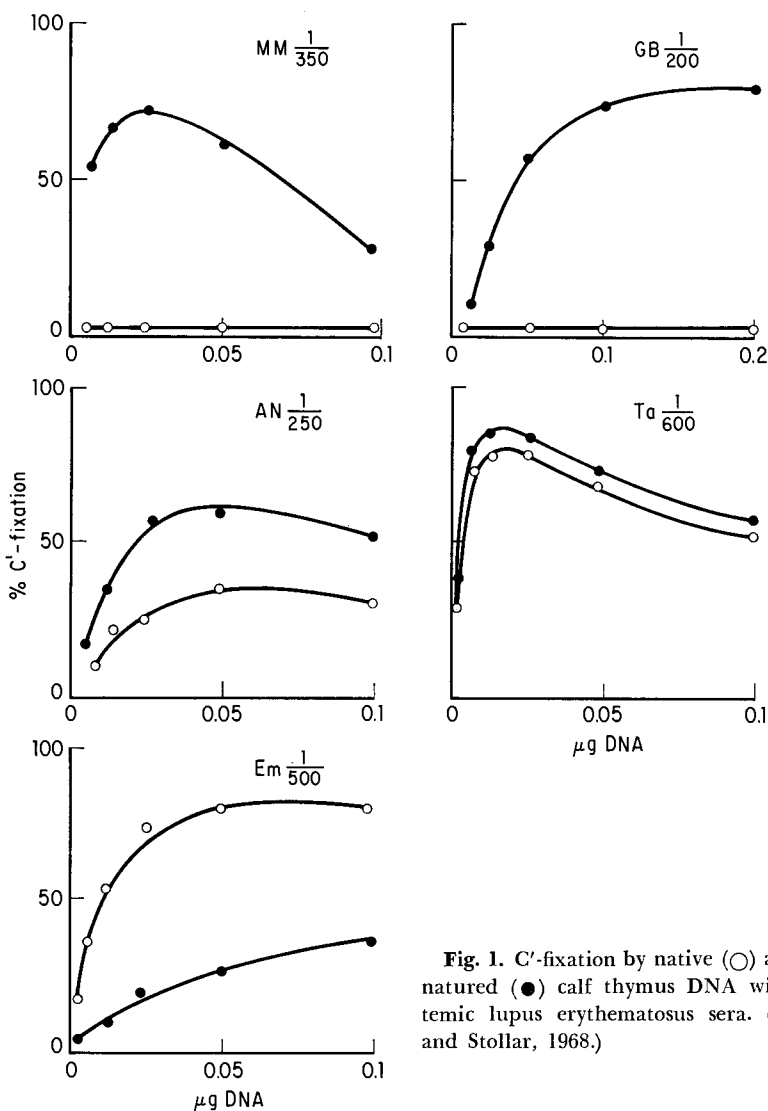 100
50
0
MM 1/350
0
0.05
0.1
GB 1/200
0
0.1
0.2
100
50
0
AN 1/250
0
0.05
0.1
% C'-fixation
Ta 1/600
0
0.05
0.1
μg DNA
100
50
0
Em 1/500
0
0.05
0.1
μg DNA
Fig. 1. C'-fixation by native (○) a
natured (●) calf thymus DNA wi
temic lupus erythematosus sera. (
and Stollar, 1968.)